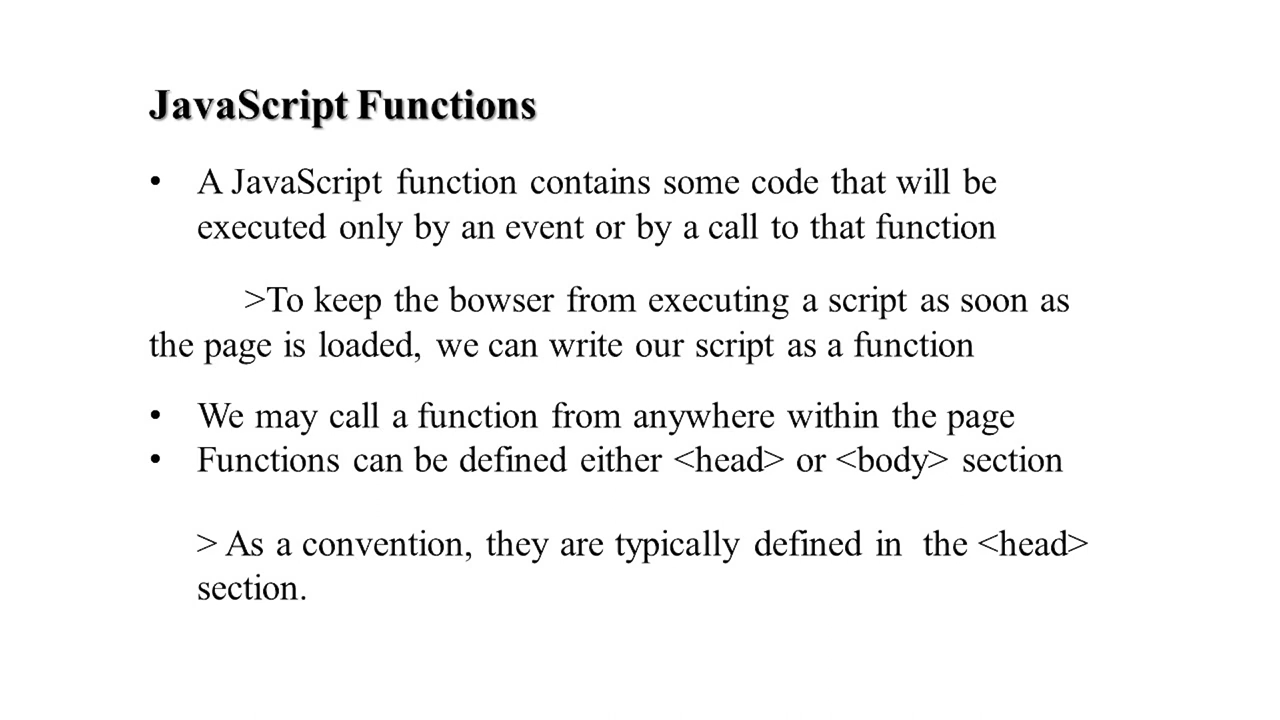 JavaScript Functions
• A JavaScript function contains some code that will be
executed only by an event or by a call to that function
>To keep the bowser from executing a script as soon as
the page is loaded, we can write our script as a function
• We may call a function from anywhere within the page
• Functions can be defined either <head> or <body> section
> As a convention, they are typically defined in the <head>
section.